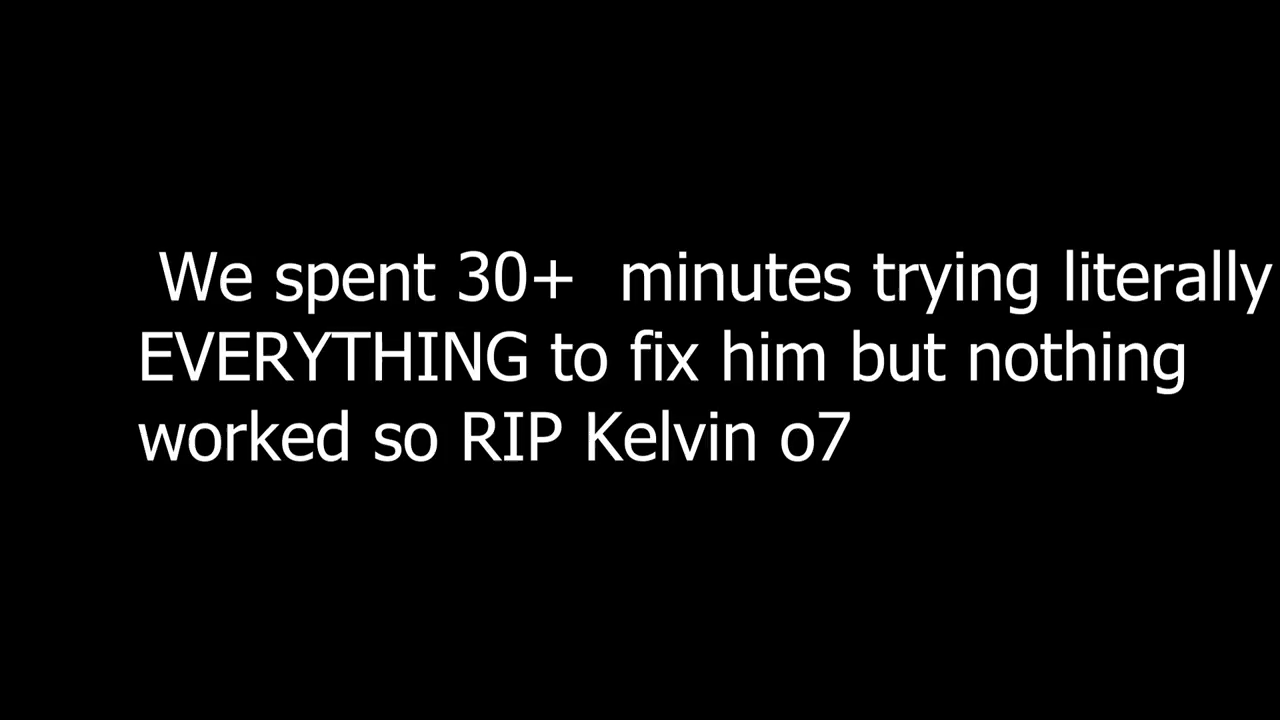 We spent 30+  minutes trying literally
EVERYTHING to fix him but nothing
worked so RIP Kelvin o7